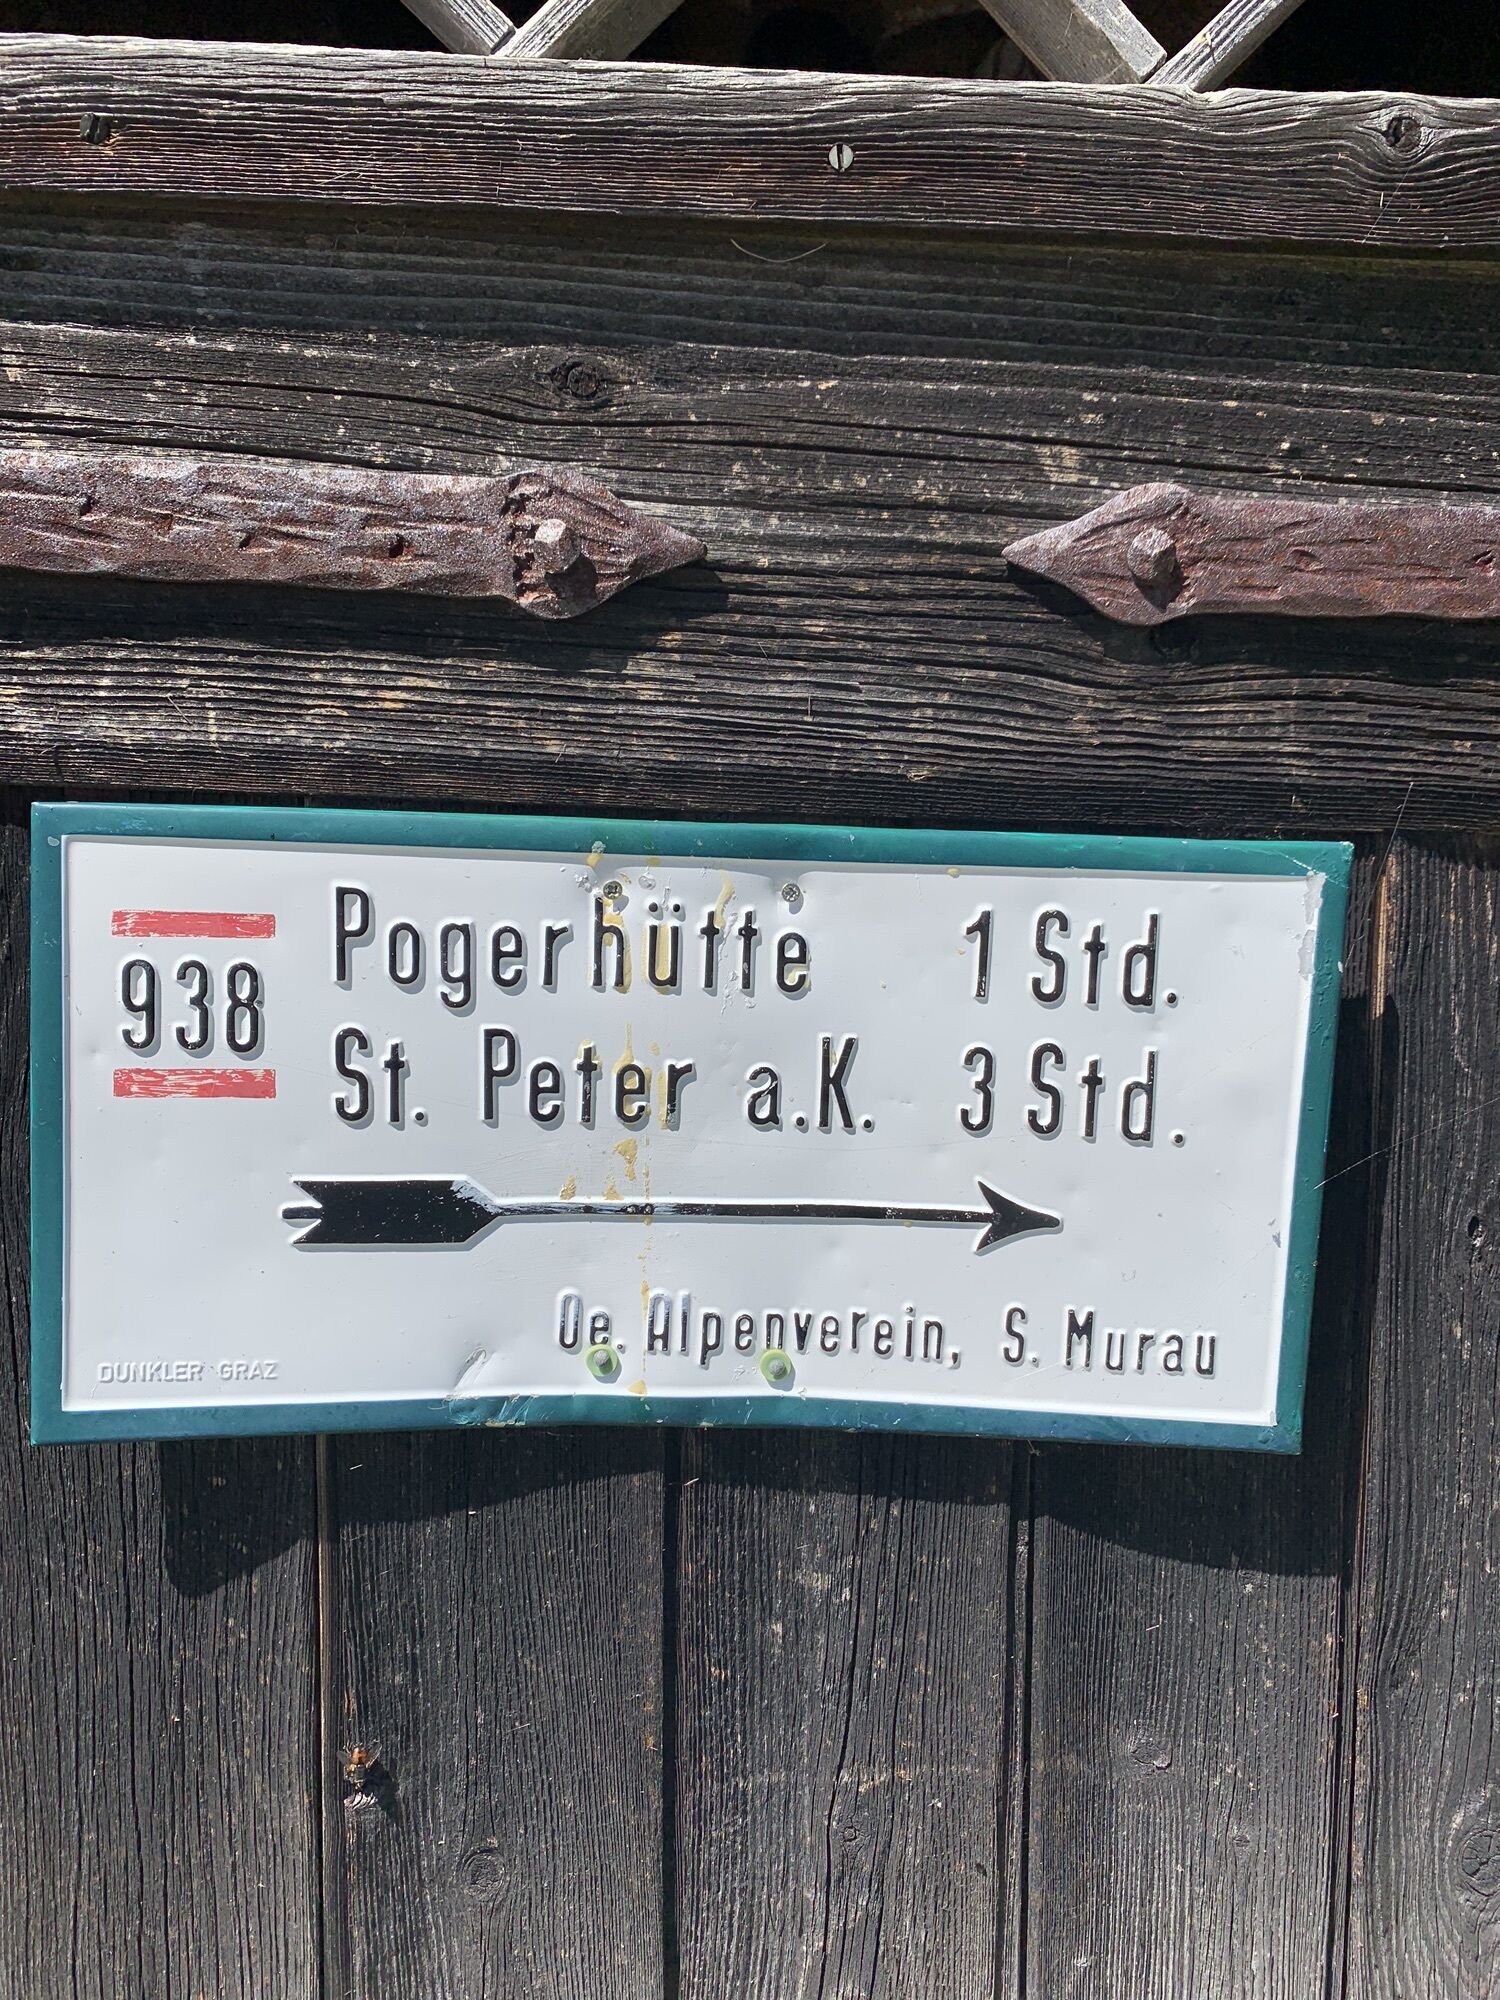 938
Pogerhütte 1 Std.
St. Peter a.K. 3 Std.
Oe. Alpenverein, S. Murau
DUNKLER GRAZ